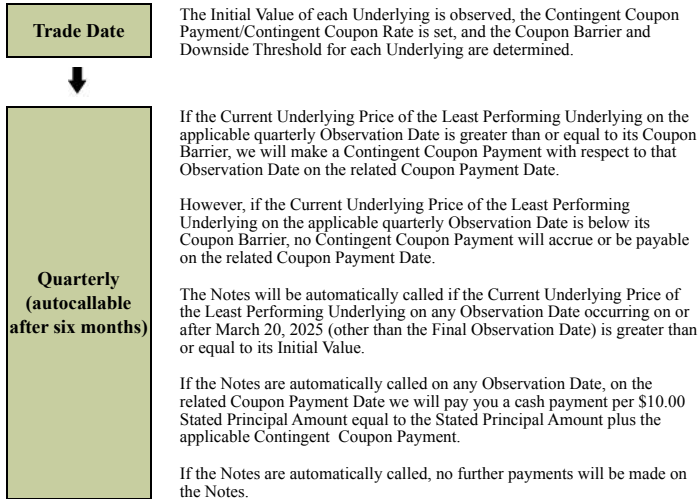 Trade Date
The Initial Value of each Underlying is observed, the Contingent Coupon
Payment/Contingent Coupon Rate is set, and the Coupon Barrier and
Downside Threshold for each Underlying are determined.
Quarterly
(autocallable
after six months)
If the Current Underlying Price of the Least Performing Underlying on the
applicable quarterly Observation Date is greater than or equal to its Coupon
Barrier, we will make a Contingent Coupon Payment with respect to that
Observation Date on the related Coupon Payment Date.
However, if the Current Underlying Price of the Least Performing
Underlying on the applicable quarterly Observation Date is below its
Coupon Barrier, no Contingent Coupon Payment will accrue or be payable
on the related Coupon Payment Date.
The Notes will be automatically called if the Current Underlying Price of
the Least Performing Underlying on any Observation Date occurring on or
after March 20, 2025 (other than the Final Observation Date) is greater than
or equal to its Initial Value.
If the Notes are automatically called on any Observation Date, on the
related Coupon Payment Date we will pay you a cash payment per $10.00
Stated Principal Amount equal to the Stated Principal Amount plus the
applicable Contingent Coupon Payment.
If the Notes are automatically called, no further payments will be made on
the Notes.